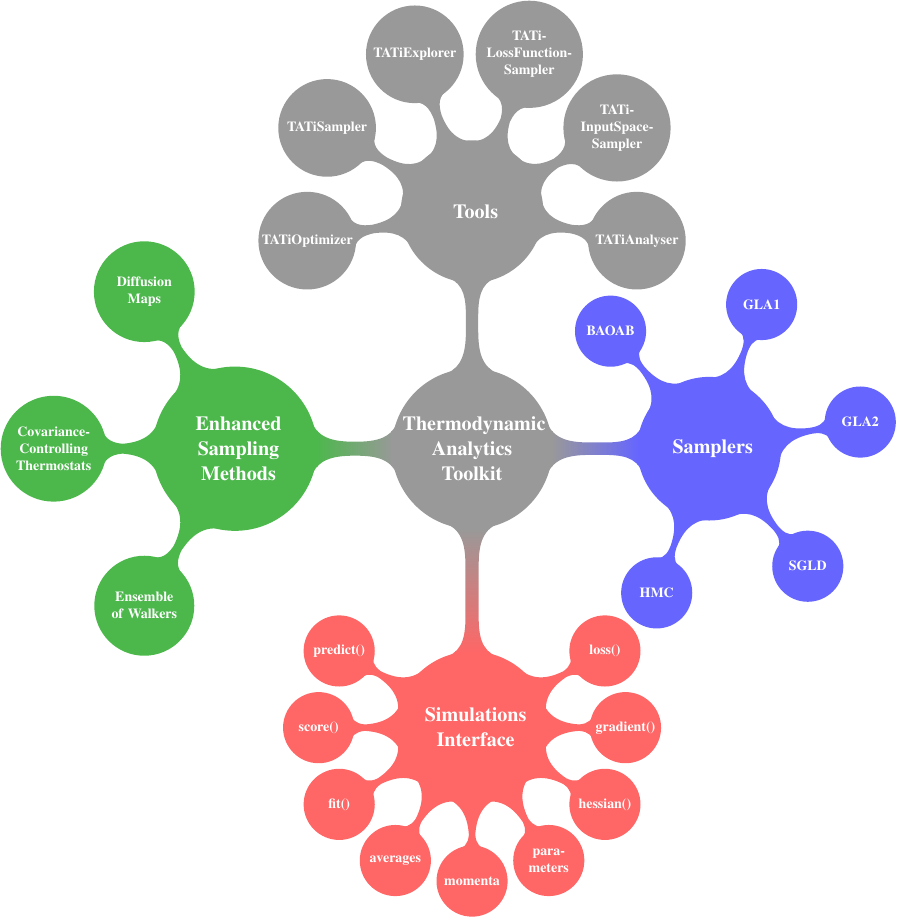 TATi-
LossFunction-
Sampler
TATiExplorer
TATiSampler
TATi-
InputSpace-
Sampler
Tools
TATiOptimizer
TATiAnalyser
Diffusion
Maps
Covariance-
Controlling
Thermostats
Ensemble
of Walkers
Enhanced
Sampling
Methods
Thermodynamic
Analytics
Toolkit
BAOAB
GLA1
GLA2
Samplers
SGLD
HMC
predict()
score()
fit()
averages
momenta
para-
meters
hessian()
gradient()
loss()
Simulations
Interface